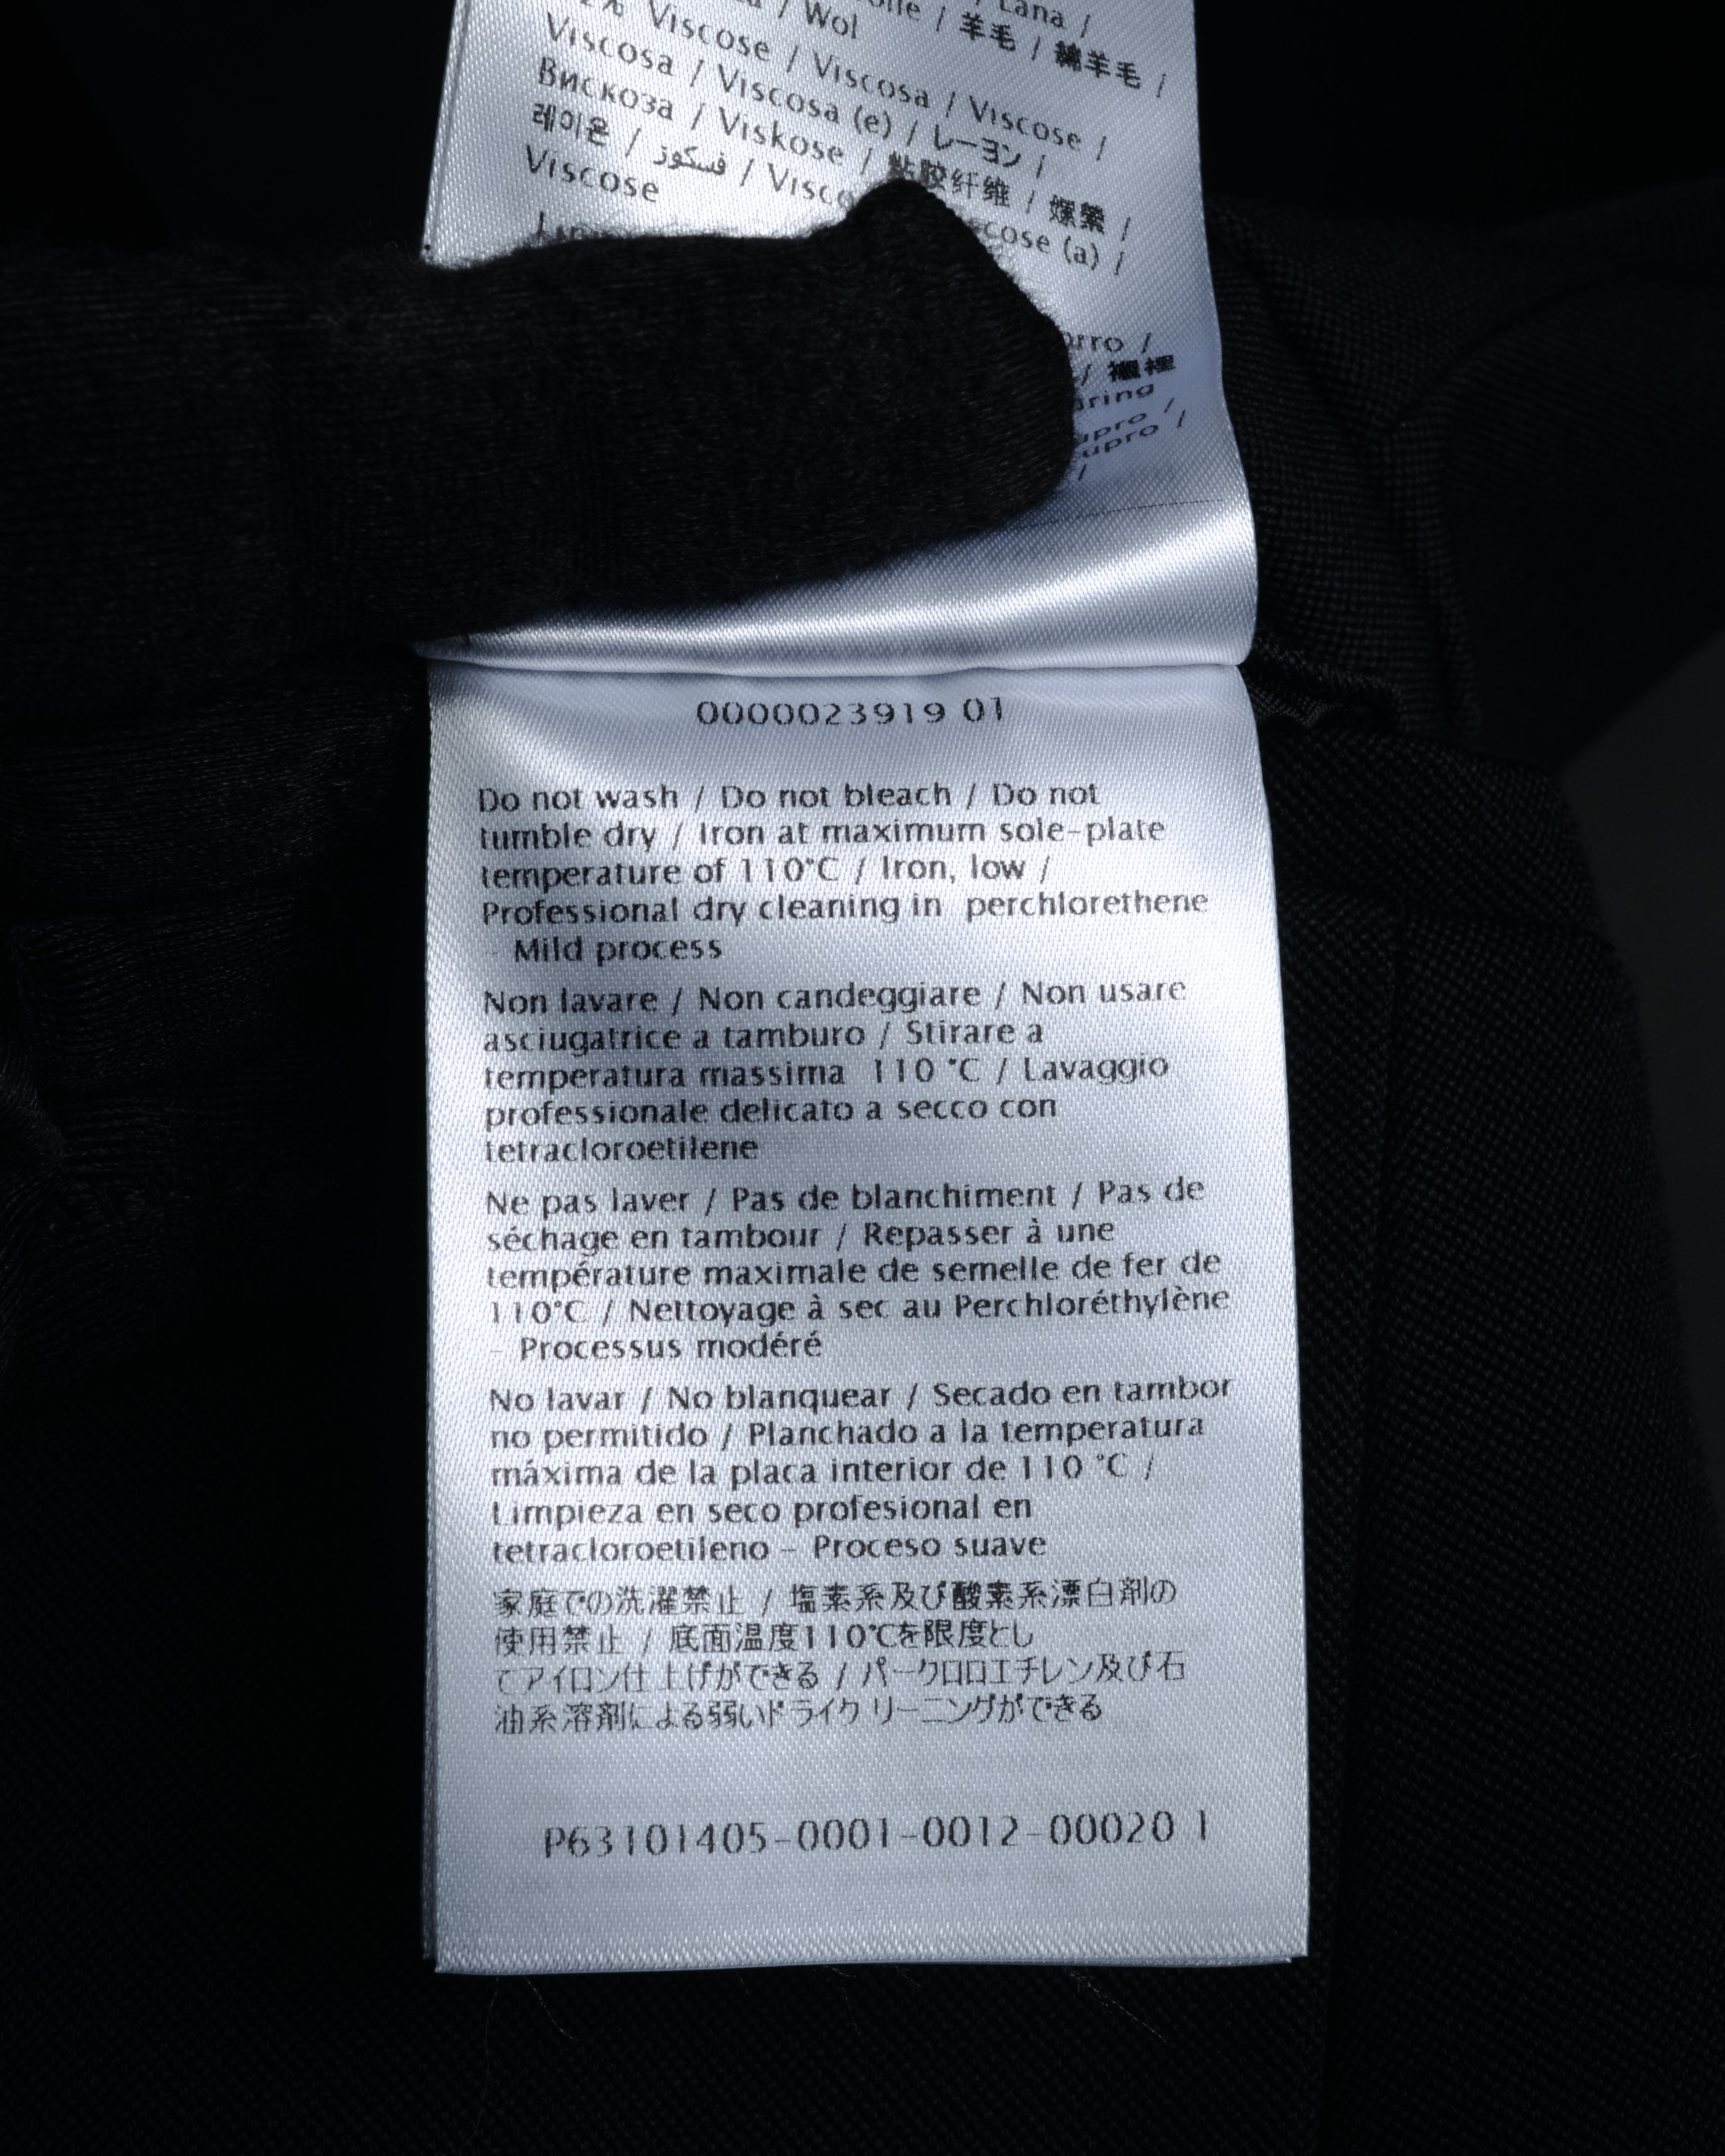 / Lana /
/ Wol / 羊毛 / 綿羊毛 /
Viscose / Viscosa / Viscose /
Viscosa / Viscosa (e) / レーヨン /
Вискоза / Viskose / 粘胶纤维 / 嫘縈 /
레이온 / فسكوز / (a) /
Viscose
/ 襯裡
0000023919 01
Do not wash / Do not bleach / Do not
tumble dry / Iron at maximum sole-plate
temperature of 110°C / Iron, low /
Professional dry cleaning in perchlorethene
- Mild process
Non lavare / Non candeggiare / Non usare
asciugatrice a tamburo / Stirare a
temperatura massima 110 °C / Lavaggio
professionale delicato a secco con
tetracloroetilene
Ne pas laver / Pas de blanchiment / Pas de
séchage en tambour / Repasser à une
température maximale de semelle de fer de
110°C / Nettoyage à sec au Perchloréthylène
- Processus modéré
No lavar / No blanquear / Secado en tambor
no permitido / Planchado a la temperatura
máxima de la placa interior de 110 °C /
Limpieza en seco profesional en
tetracloroetileno - Proceso suave
家庭での洗濯禁止 / 塩素系及び酸素系漂白剤の
使用禁止 / 底面温度110℃を限度とし
てアイロン仕上げができる / パークロロエチレン及び石
油系溶剤による弱いドライクリーニングができる
P63101405-0001-0012-00020 1